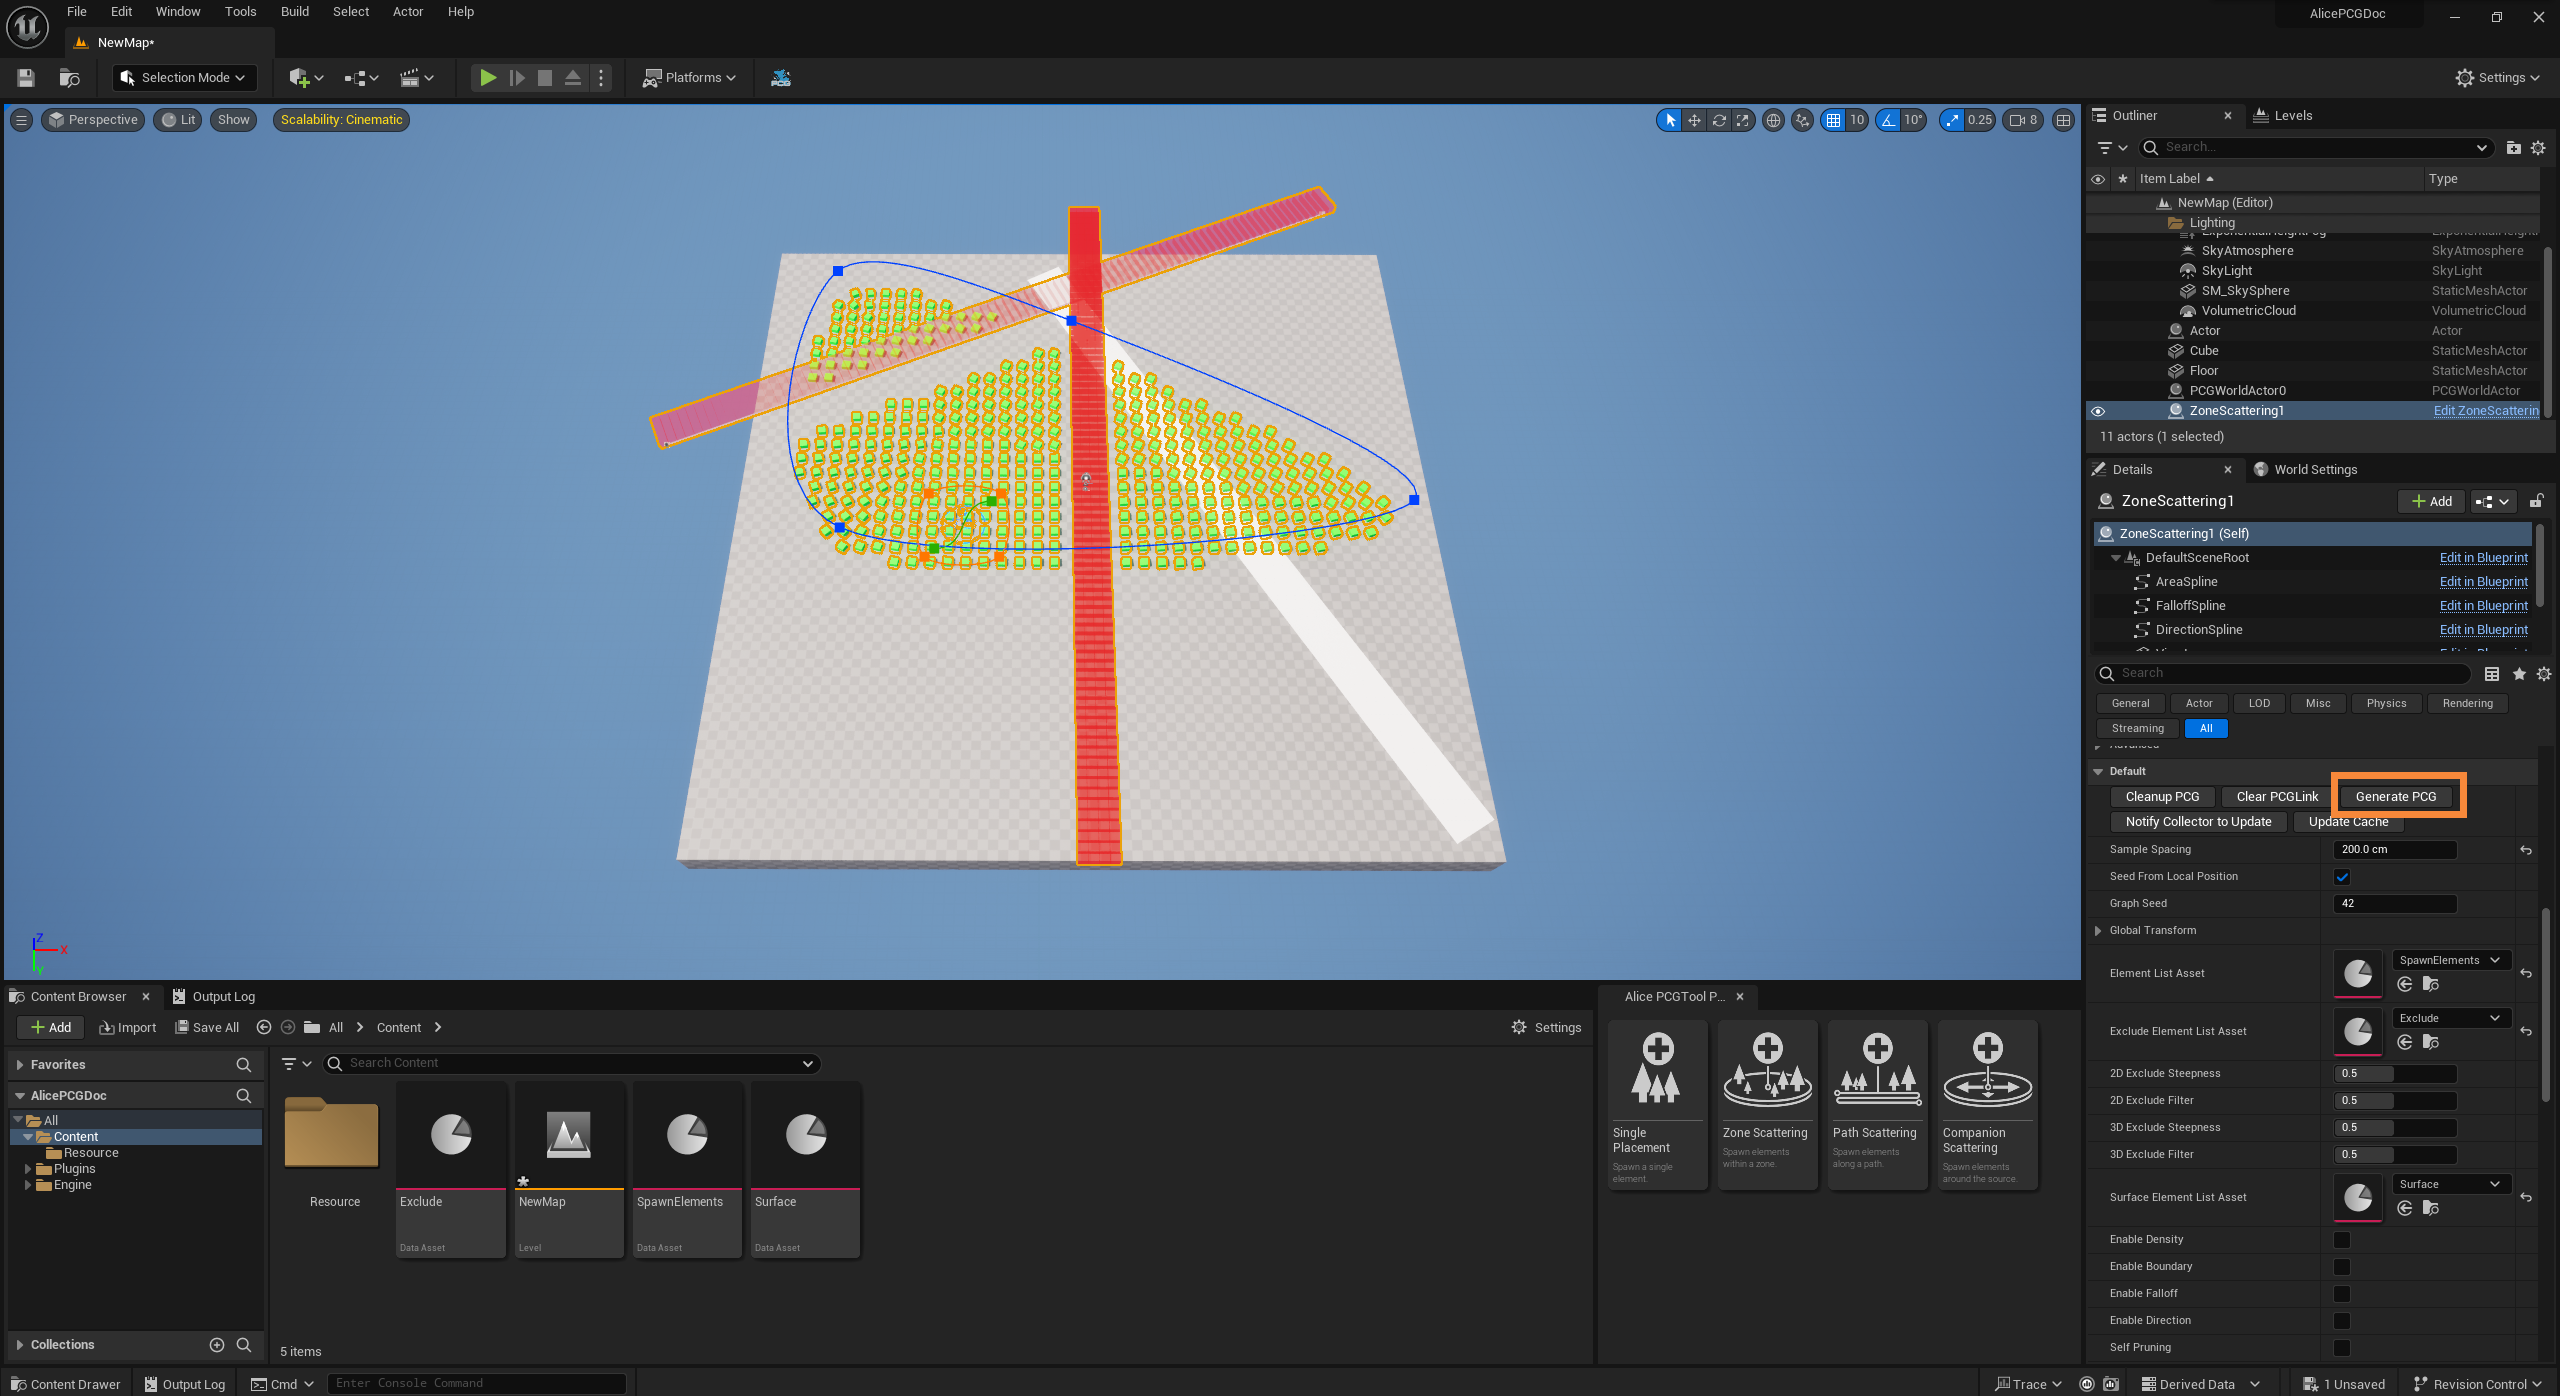 File Edit Window Tools Build Select Actor Help
AlicePCGDoc
NewMap*
Selection Mode
Platforms
Settings
Perspective Lit Show Scalability: Cinematic
10 10° 0.25 8
Z
X
Y
Outliner Levels
Search...
Item Label Type
NewMap (Editor)
Lighting
SkyAtmosphere SkyAtmosphere
SkyLight SkyLight
SM_SkySphere StaticMeshActor
VolumetricCloud VolumetricCloud
Actor Actor
Cube StaticMeshActor
Floor StaticMeshActor
PCGWorldActor0 PCGWorldActor
ZoneScattering1 Edit ZoneScatterin
11 actors (1 selected)
Details World Settings
ZoneScattering1 Add
ZoneScattering1 (Self)
DefaultSceneRoot Edit in Blueprint
AreaSpline Edit in Blueprint
FalloffSpline Edit in Blueprint
DirectionSpline Edit in Blueprint
Search
General Actor LOD Misc Physics Rendering
Streaming All
Default
Cleanup PCG Clear PCGLink Generate PCG
Notify Collector to Update Update Cache
Sample Spacing 200.0 cm
Seed From Local Position
Graph Seed 42
Global Transform
Element List Asset SpawnElements
Exclude Element List Asset Exclude
2D Exclude Steepness 0.5
2D Exclude Filter 0.5
3D Exclude Steepness 0.5
3D Exclude Filter 0.5
Surface Element List Asset Surface
Enable Density
Enable Boundary
Enable Falloff
Enable Direction
Self Pruning
Content Browser Output Log
Add Import Save All All Content Settings
Favorites
Search Content
AlicePCGDoc
All
Content
Resource
Plugins
Engine
Collections
Resource
Exclude
Data Asset
NewMap
Level
SpawnElements
Data Asset
Surface
Data Asset
5 items
Alice PCGTool P...
Single
Placement
Spawn a single
element.
Zone Scattering
Spawn elements
within a zone.
Path Scattering
Spawn elements
along a path.
Companion
Scattering
Spawn elements
around the source.
Content Drawer Output Log Cmd Enter Console Command
Trace Derived Data 1 Unsaved Revision Control